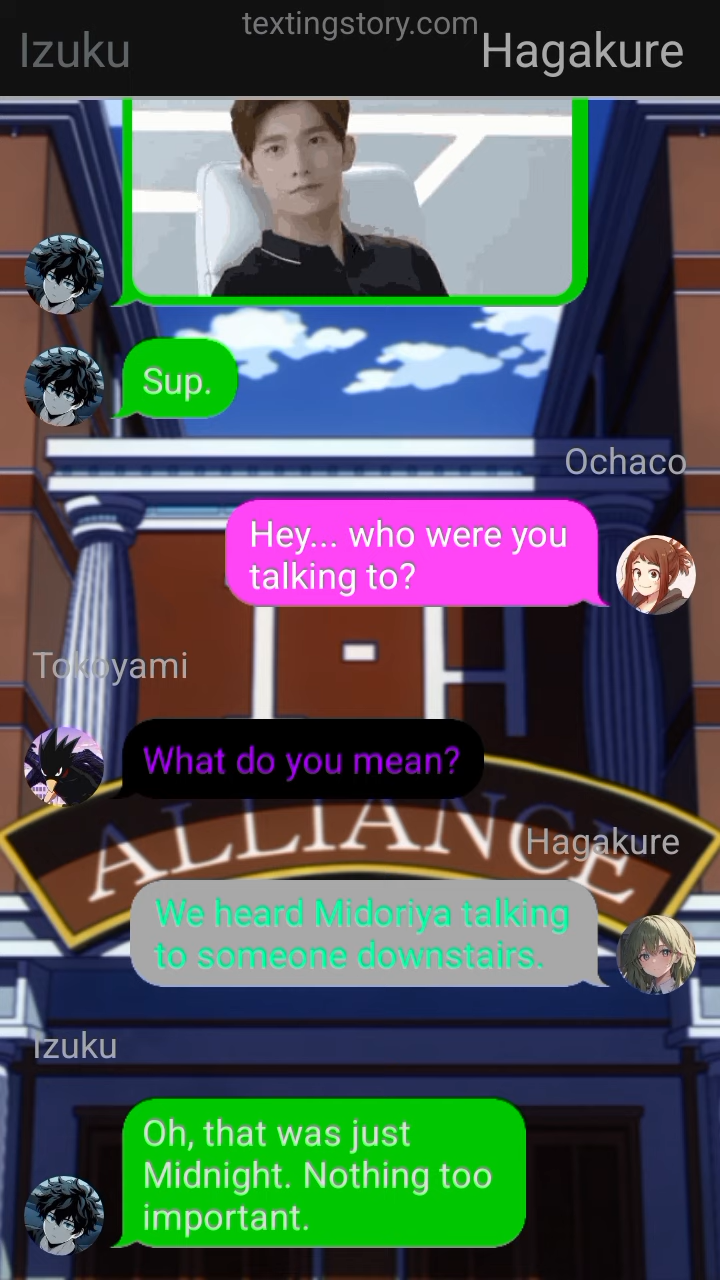 textingstory.com
Izuku
Hagakure
Sup.
Ochaco
Hey... who were you
talking to?
Tokoyami
What do you mean?
ALLIANCE
Hagakure
We heard Midoriya talking
to someone downstairs.
Izuku
Oh, that was just
Midnight. Nothing too
important.